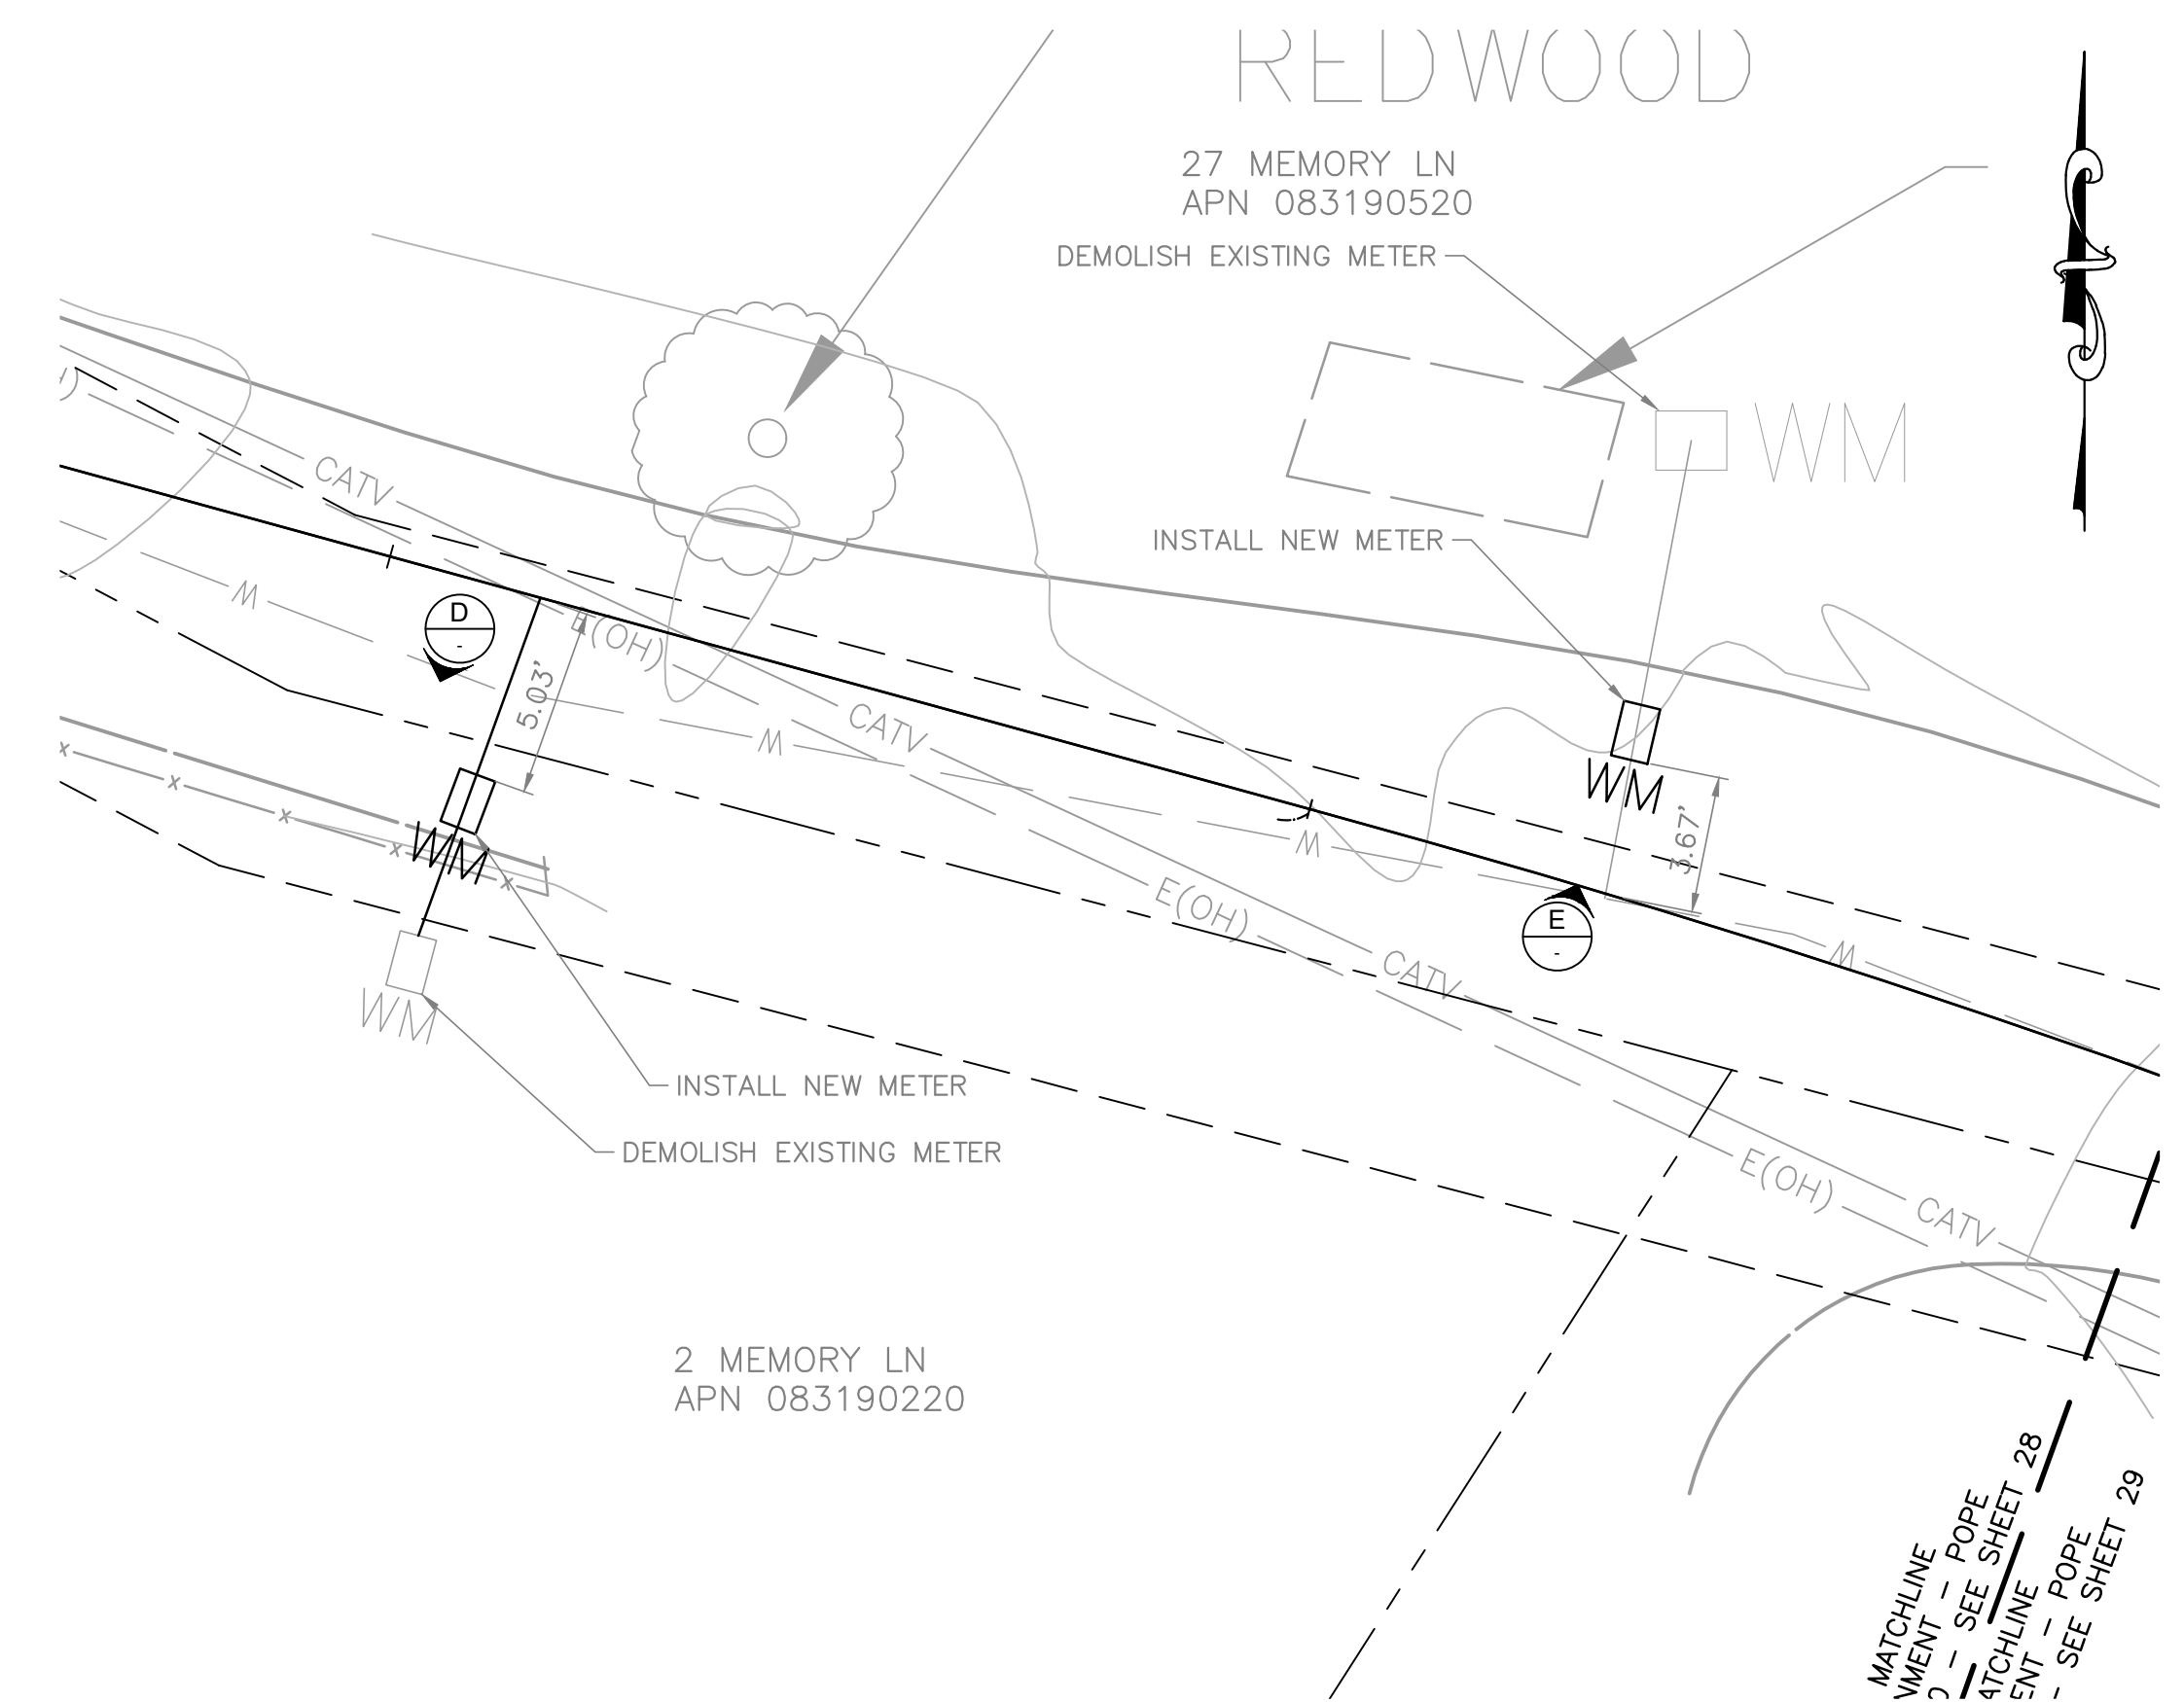 REDWOOD
27 MEMORY LN
APN 083190520
DEMOLISH EXISTING METER
WM
CATV
INSTALL NEW METER
M
D
-
E(OH)
5.03'
CATV
M
WM
3.67'
M
WM
E(OH)
E
-
M
CATV
WM
INSTALL NEW METER
DEMOLISH EXISTING METER
E(OH)
CATV
2 MEMORY LN
APN 083190220
MATCHLINE
- POPE
- SEE SHEET 28
- POPE
- SEE SHEET 29
x
x
x
x
x